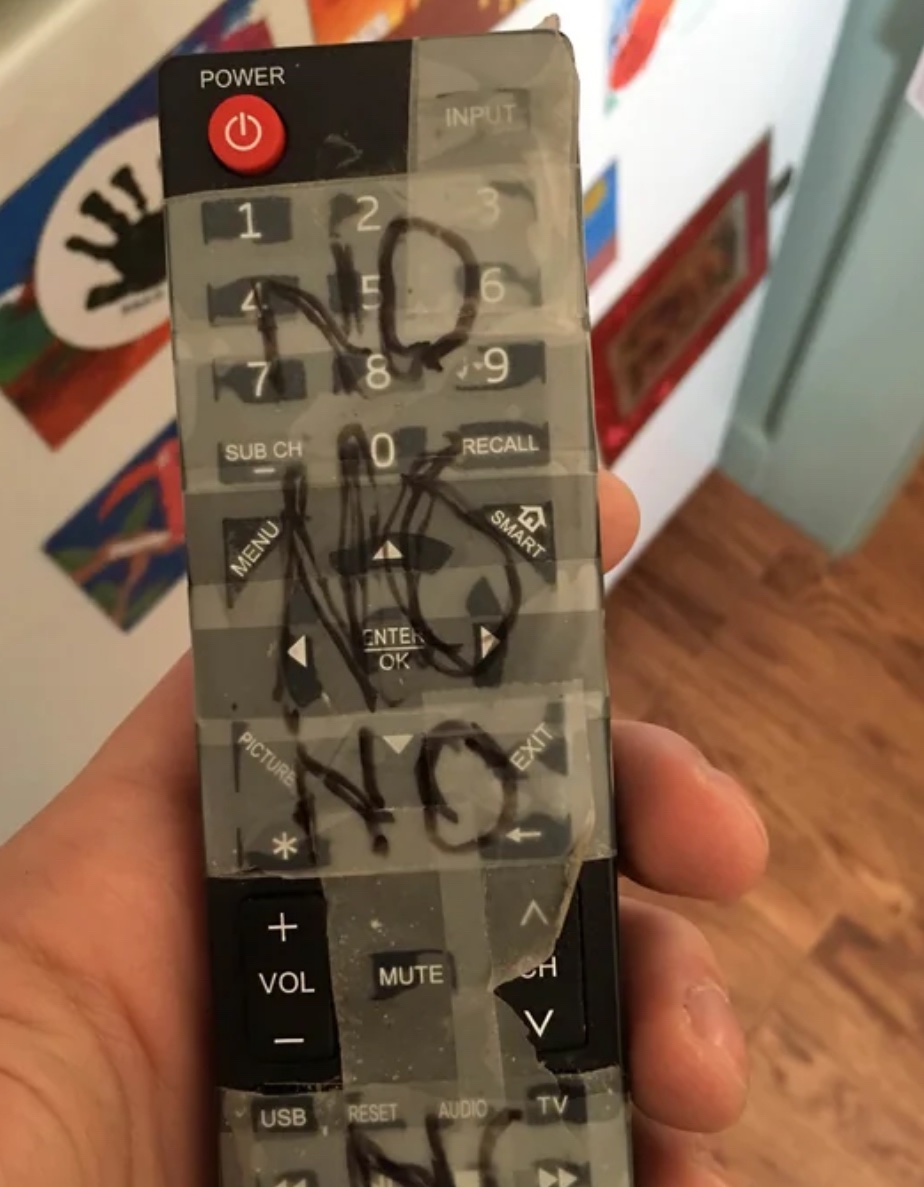 POWER
INPUT
1 2 3
NO
4 5 6
7 8 9
SUB CH 0 RECALL
–
MENU SMART
NO
ENTER
OK
PICTURE EXIT
NO
* ←
+ ∧
VOL MUTE CH
– ∨
USB RESET AUDIO TV
NO